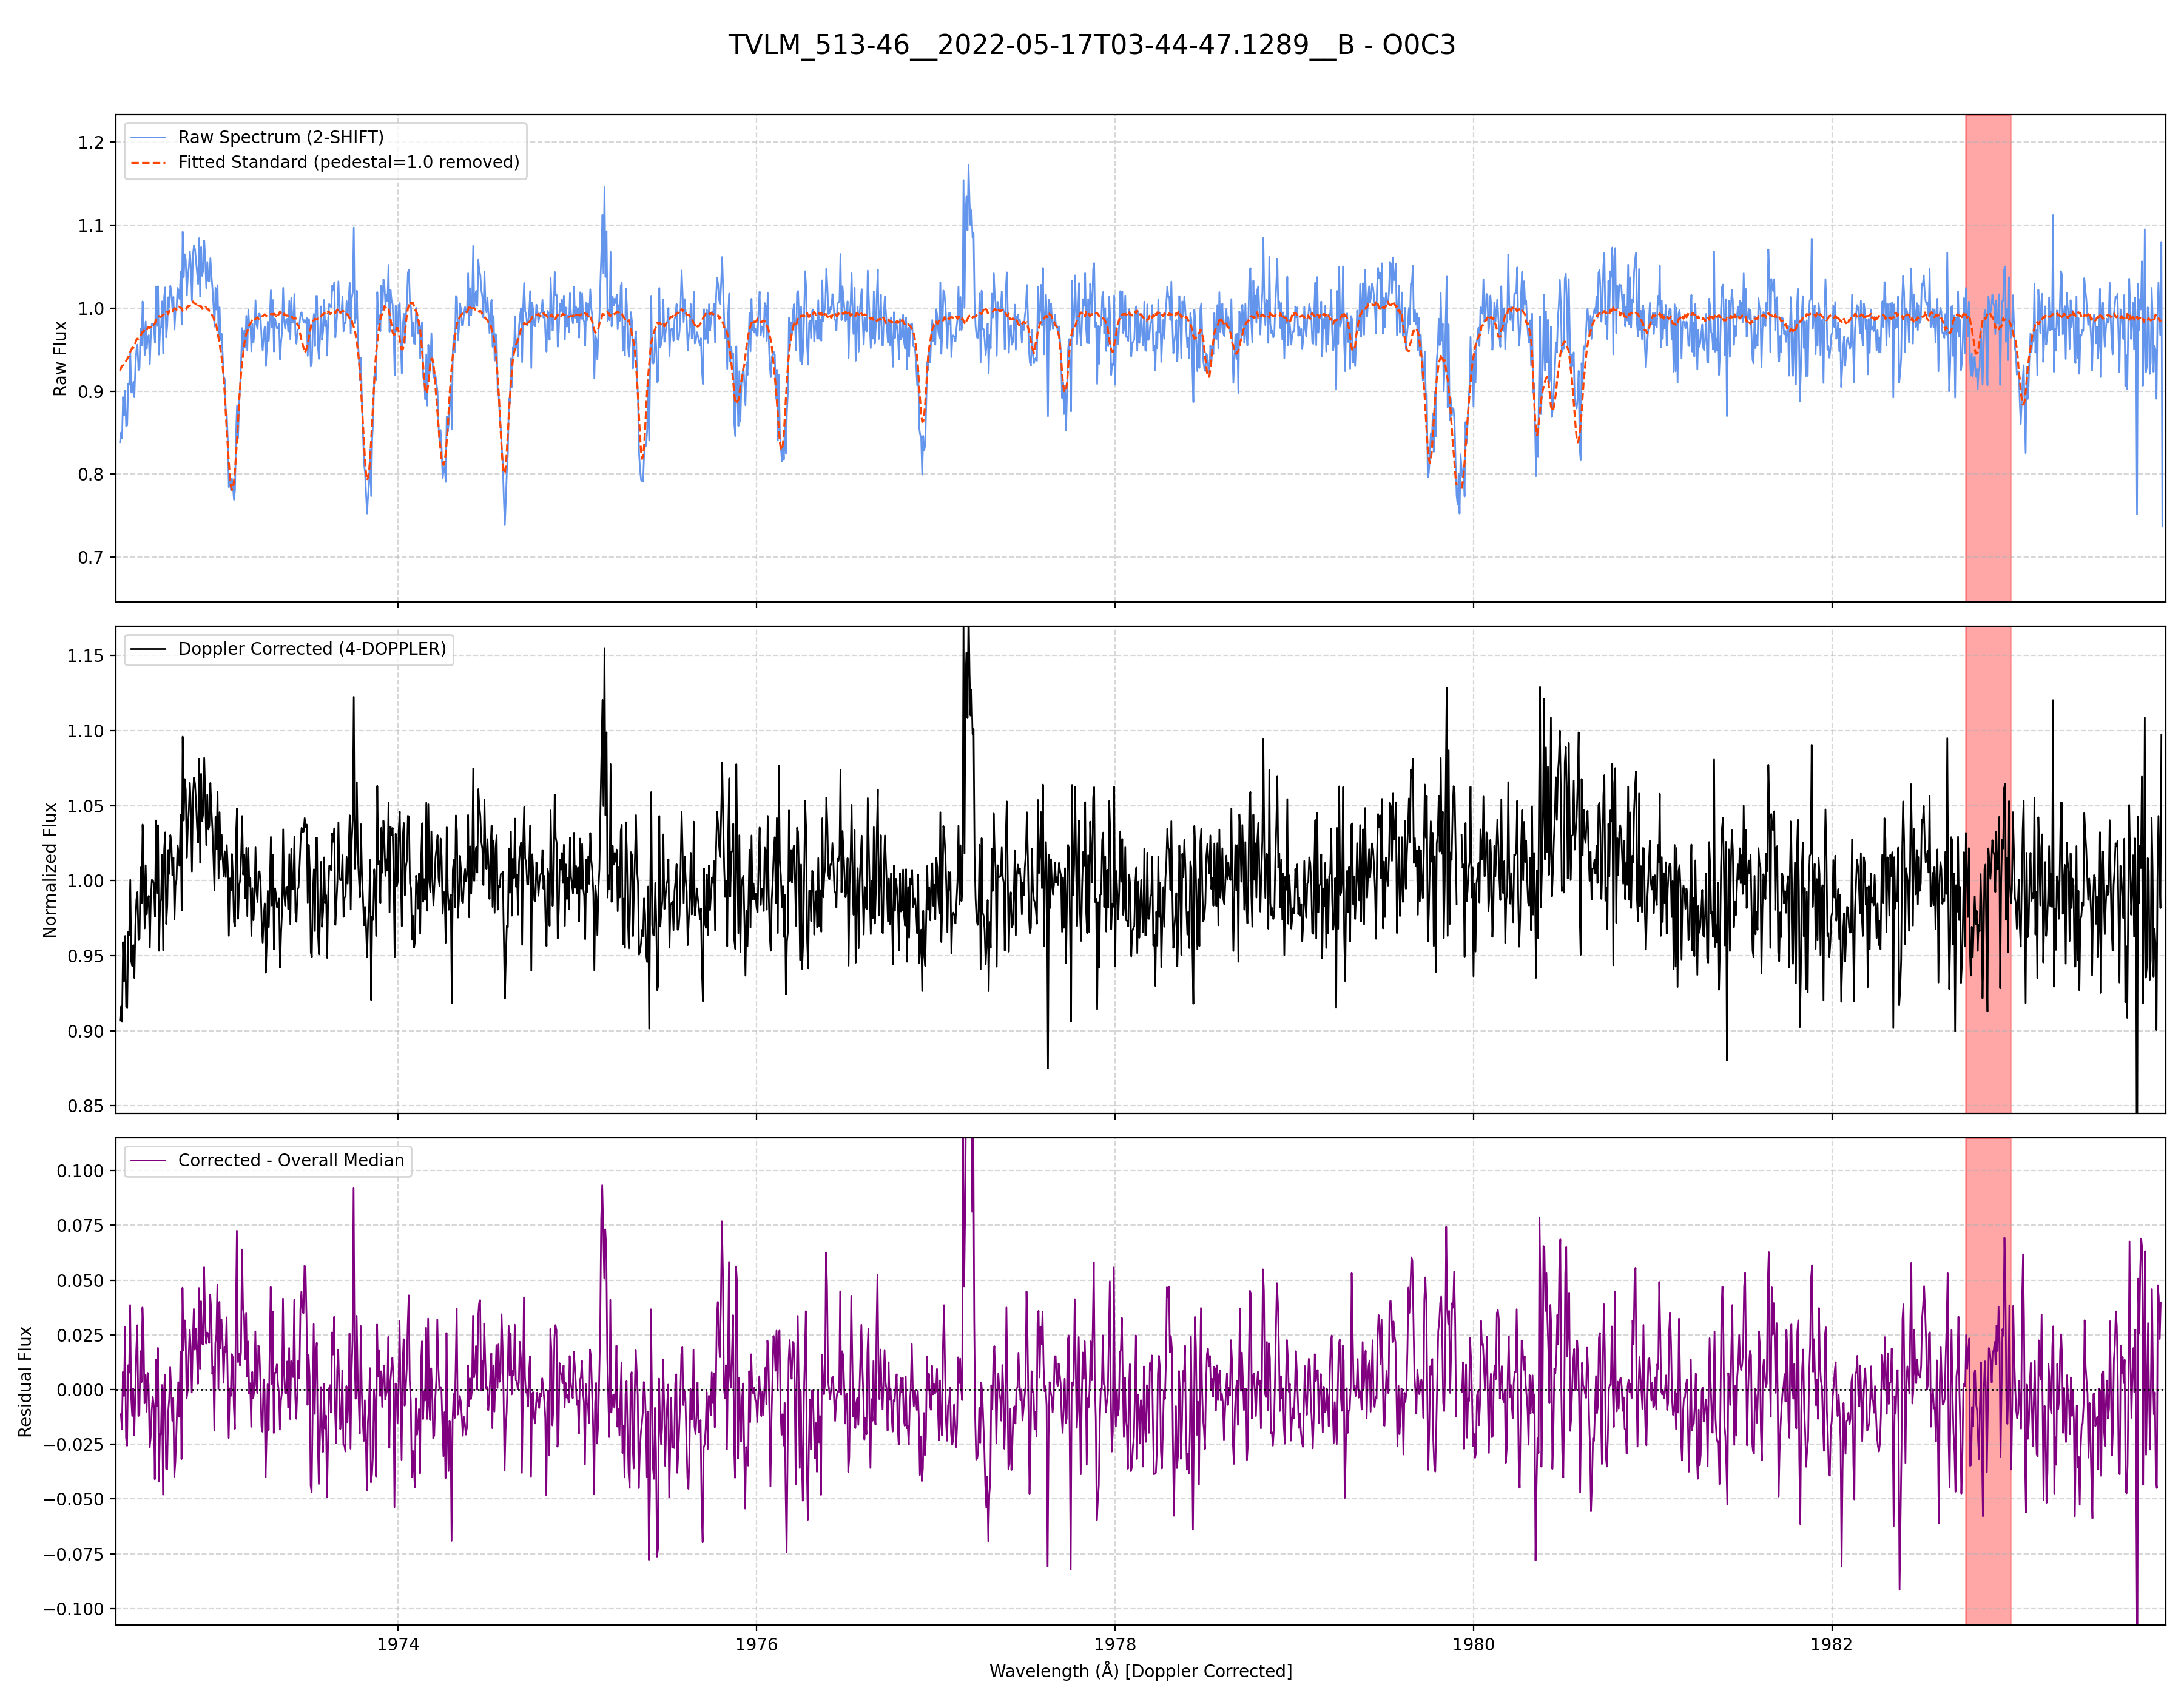 TVLM_513-46__2022-05-17T03-44-47.1289__B - O0C3
Raw Spectrum (2-SHIFT)
Fitted Standard (pedestal=1.0 removed)
1.2
1.1
1.0
0.9
0.8
0.7
Raw Flux
Doppler Corrected (4-DOPPLER)
1.15
1.10
1.05
1.00
0.95
0.90
0.85
Normalized Flux
Corrected - Overall Median
0.100
0.075
0.050
0.025
0.000
−0.025
−0.050
−0.075
−0.100
Residual Flux
1974 1976 1978 1980 1982
Wavelength (Å) [Doppler Corrected]